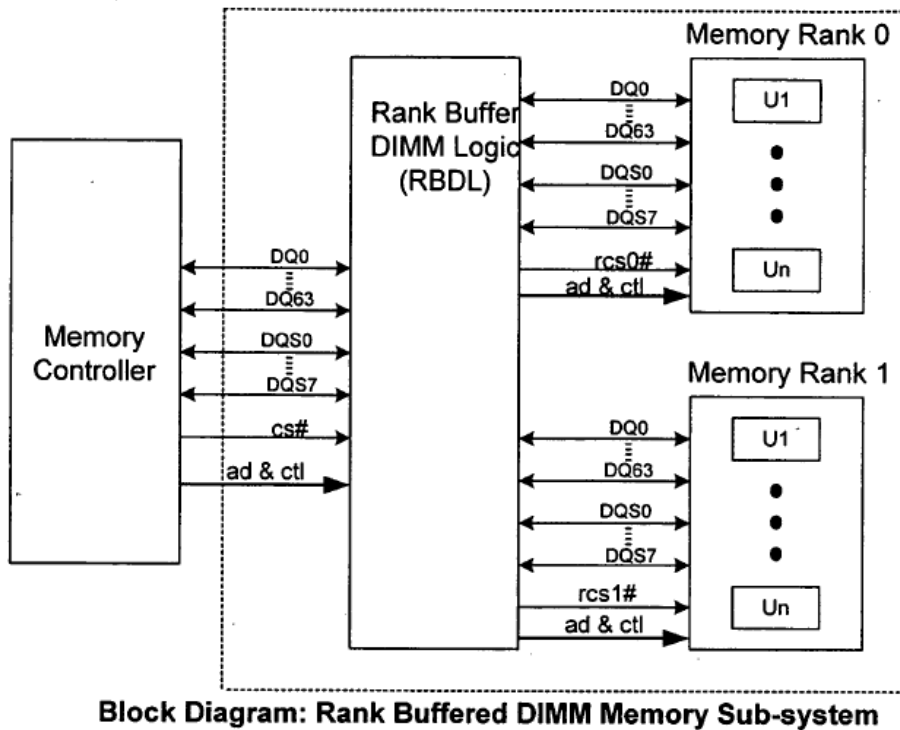 Memory Rank 0
Rank Buffer
DIMM Logic
(RBDL)
DQ0
DQ63
DQS0
DQS7
rcs0#
ad & ctl
U1
Un
Memory
Controller
DQ0
DQ63
DQS0
DQS7
cs#
ad & ctl
Memory Rank 1
DQ0
DQ63
DQS0
DQS7
rcs1#
ad & ctl
U1
Un
Block Diagram: Rank Buffered DIMM Memory Sub-system